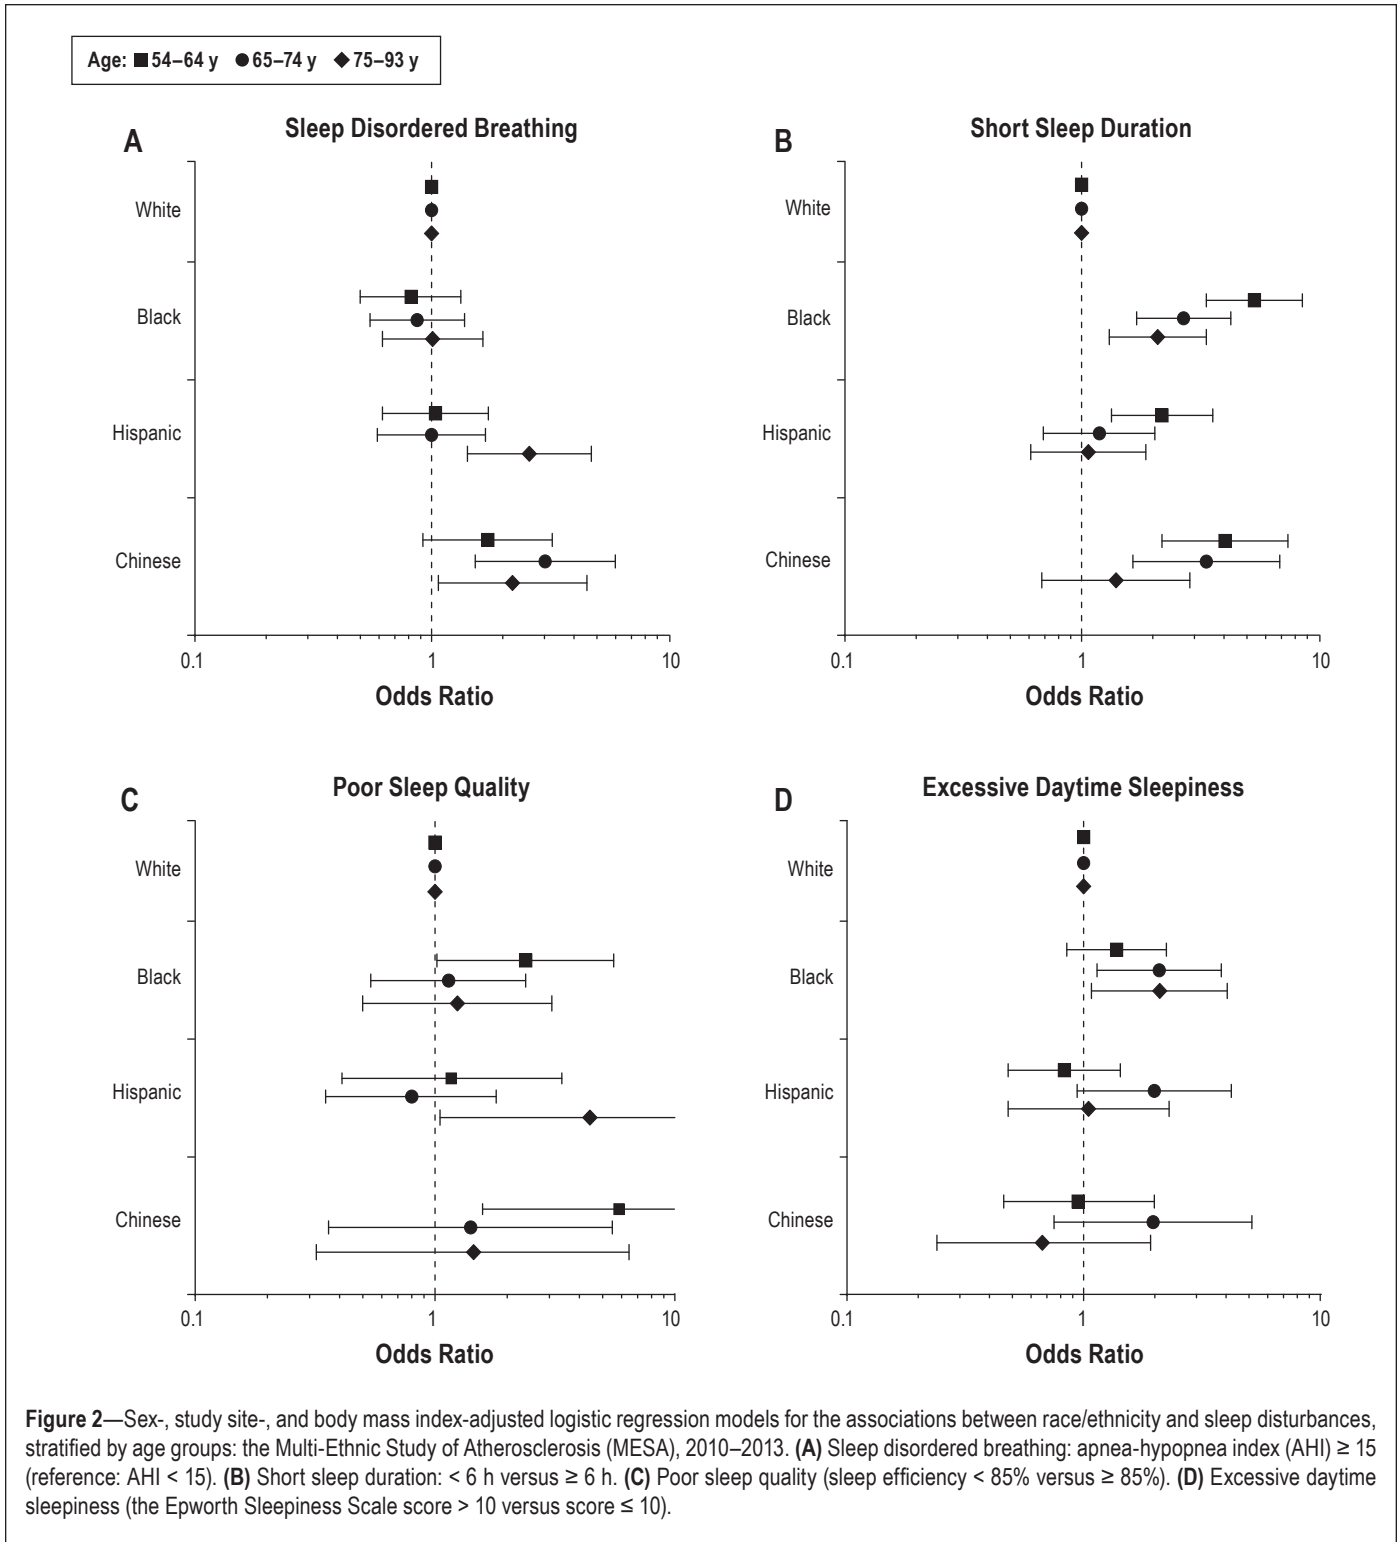 Age: ■ 54–64 y ● 65–74 y ◆ 75–93 y
A
Sleep Disordered Breathing
White
Black
Hispanic
Chinese
0.1
1
10
Odds Ratio
B
Short Sleep Duration
White
Black
Hispanic
Chinese
0.1
1
10
Odds Ratio
C
Poor Sleep Quality
White
Black
Hispanic
Chinese
0.1
1
10
Odds Ratio
D
Excessive Daytime Sleepiness
White
Black
Hispanic
Chinese
0.1
1
10
Odds Ratio
Figure 2—Sex-, study site-, and body mass index-adjusted logistic regression models for the associations between race/ethnicity and sleep disturbances,
stratified by age groups: the Multi-Ethnic Study of Atherosclerosis (MESA), 2010–2013. (A) Sleep disordered breathing: apnea-hypopnea index (AHI) ≥ 15
(reference: AHI < 15). (B) Short sleep duration: < 6 h versus ≥ 6 h. (C) Poor sleep quality (sleep efficiency < 85% versus ≥ 85%). (D) Excessive daytime
sleepiness (the Epworth Sleepiness Scale score > 10 versus score ≤ 10).